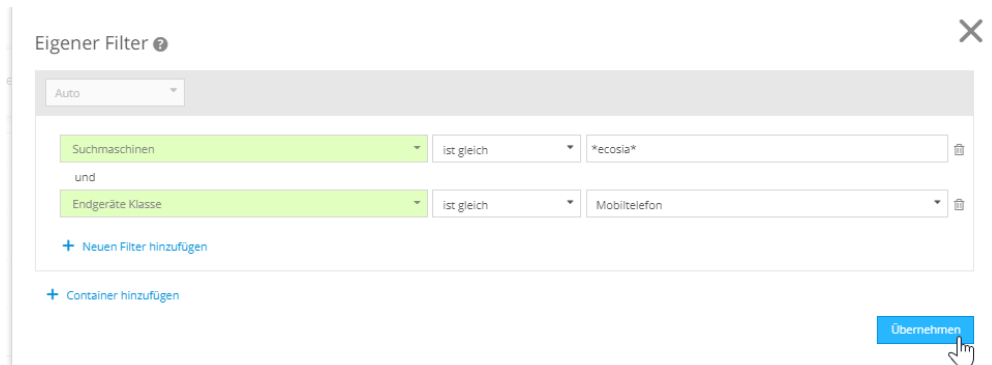 Eigener Filter ?
Auto
Suchmaschinen ist gleich *ecosia*
und
Endgeräte Klasse ist gleich Mobiltelefon
+ Neuen Filter hinzufügen
+ Container hinzufügen
Übernehmen